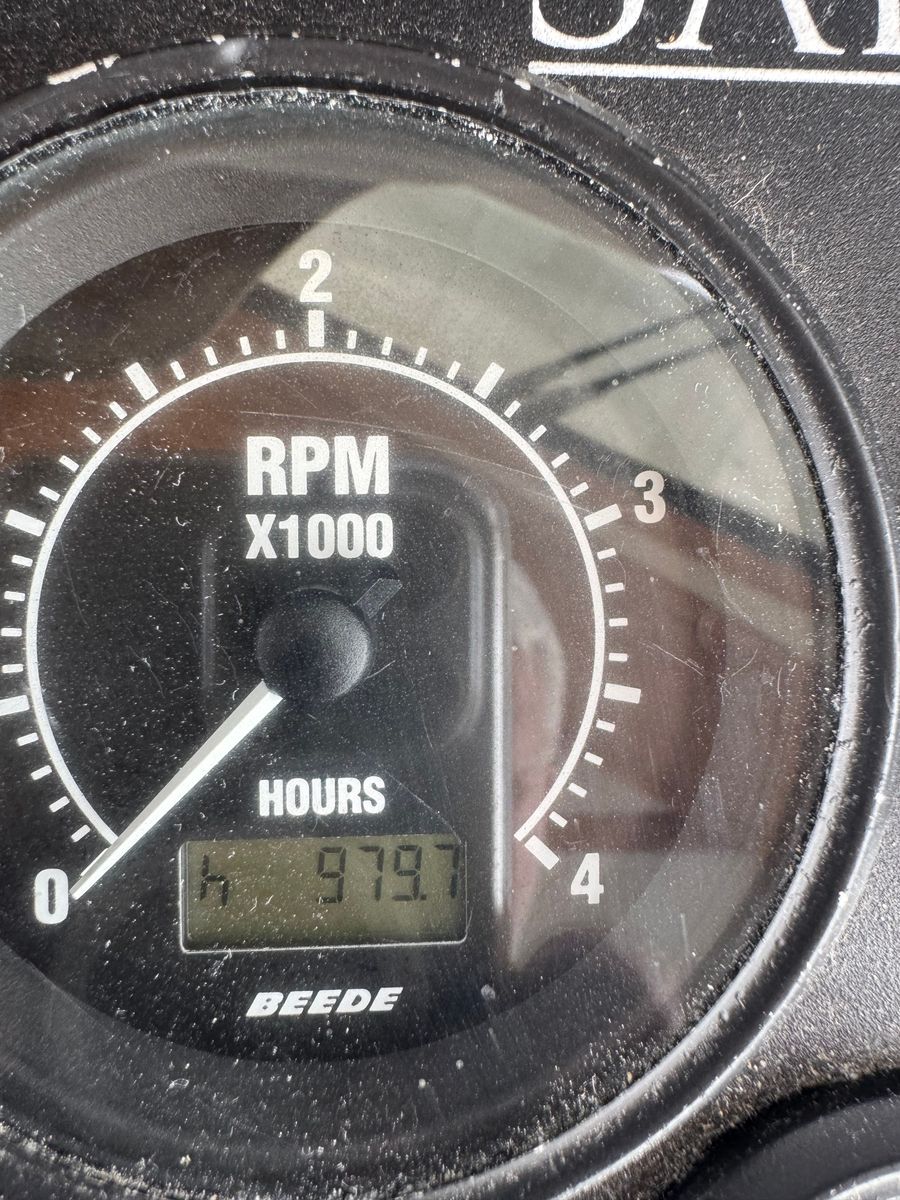 2
RPM
X1000
3
HOURS
0
h 979.7
4
BEEDE